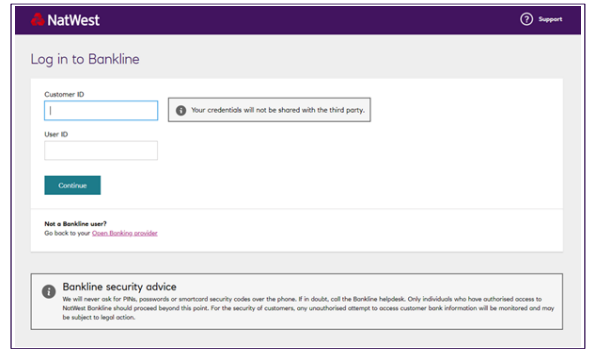 NatWest
? Support
Log in to Bankline
Customer ID
i Your credentials will not be shared with the third party.
User ID
Continue
Not a Bankline user?
Go back to your Open Banking provider
i Bankline security advice
We will never ask for PINs, passwords or smartcard security codes over the phone. If in doubt, call the Bankline helpdesk. Only individuals who have authorised access to
NatWest Bankline should proceed beyond this point. For the security of customers, any unauthorised attempt to access customer bank information will be monitored and may
be subject to legal action.